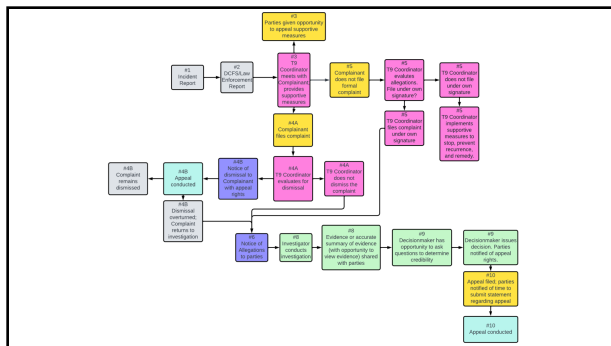 #3
Parties given opportunity
to appeal supportive
measures
#1
Incident
Report
#2
DCFS/Law
Enforcement
Report
#3
T9
Coordinator
meets with
Complainant,
provides
supportive
measures
#5
Complainant
does not file
formal
complaint
#5
T9 Coordinator
evalutes
allegations.
File under own
signature?
#5
T9 Coordinator
does not file
under own
signature
#4A
Complainant
files complaint
#5
T9 Coordinator
files complaint
under own
signature
#5
T9 Coordinator
implements
supportive
measures to
stop, prevent
recurrence,
and remedy
#4B
Complaint
remains
dismissed
#4B
Appeal
conducted
#4B
Notice of
dismissal to
Complainant
with appeal
rights
#4A
T9 Coordinator
evaluates for
dismissal
#4A
T9 Coordinator
does not
dismiss the
complaint
#4B
Dismissal
overturned;
Complaint
returns to
investigation
#6
Notice of
Allegations to
parties
#8
Investigator
conducts
investigation
#8
Evidence or accurate
summary of evidence
(with opportunity to
view evidence) shared
with parties
#9
Decisionmaker has
opportunity to ask
questions to determine
credibility
#9
Decisionmaker issues
decision. Parties
notified of appeal
rights.
#10
Appeal filed; parties
notified of time to
submit statement
regarding appeal
#10
Appeal conducted